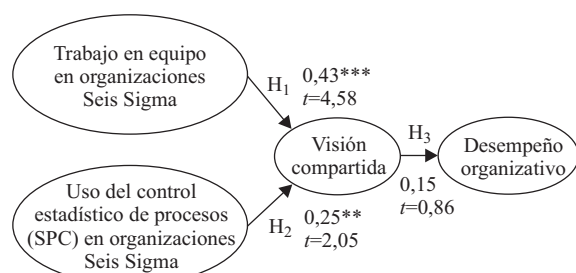 Trabajo en equipo
en organizaciones
Seis Sigma
H1
0,43***
t=4,58
Visión
compartida
H3
0,15
t=0,86
Desempeño
organizativo
Uso del control
estadístico de procesos
(SPC) en organizaciones
Seis Sigma
H2
0,25**
t=2,05